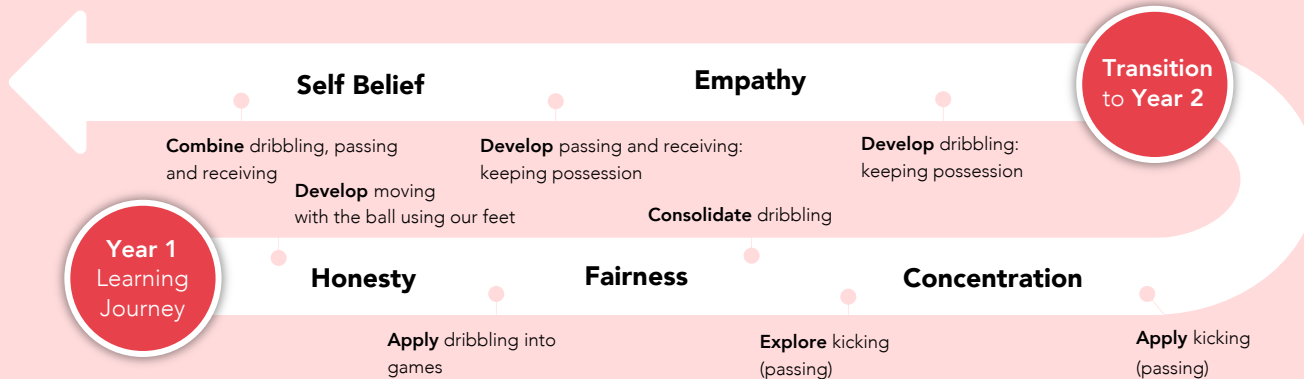 Self Belief
Empathy
Transition
to Year 2
Combine dribbling, passing
and receiving
Develop passing and receiving:
keeping possession
Develop dribbling:
keeping possession
Develop moving
with the ball using our feet
Consolidate dribbling
Year 1
Learning
Journey
Honesty
Fairness
Concentration
Apply dribbling into
games
Explore kicking
(passing)
Apply kicking
(passing)